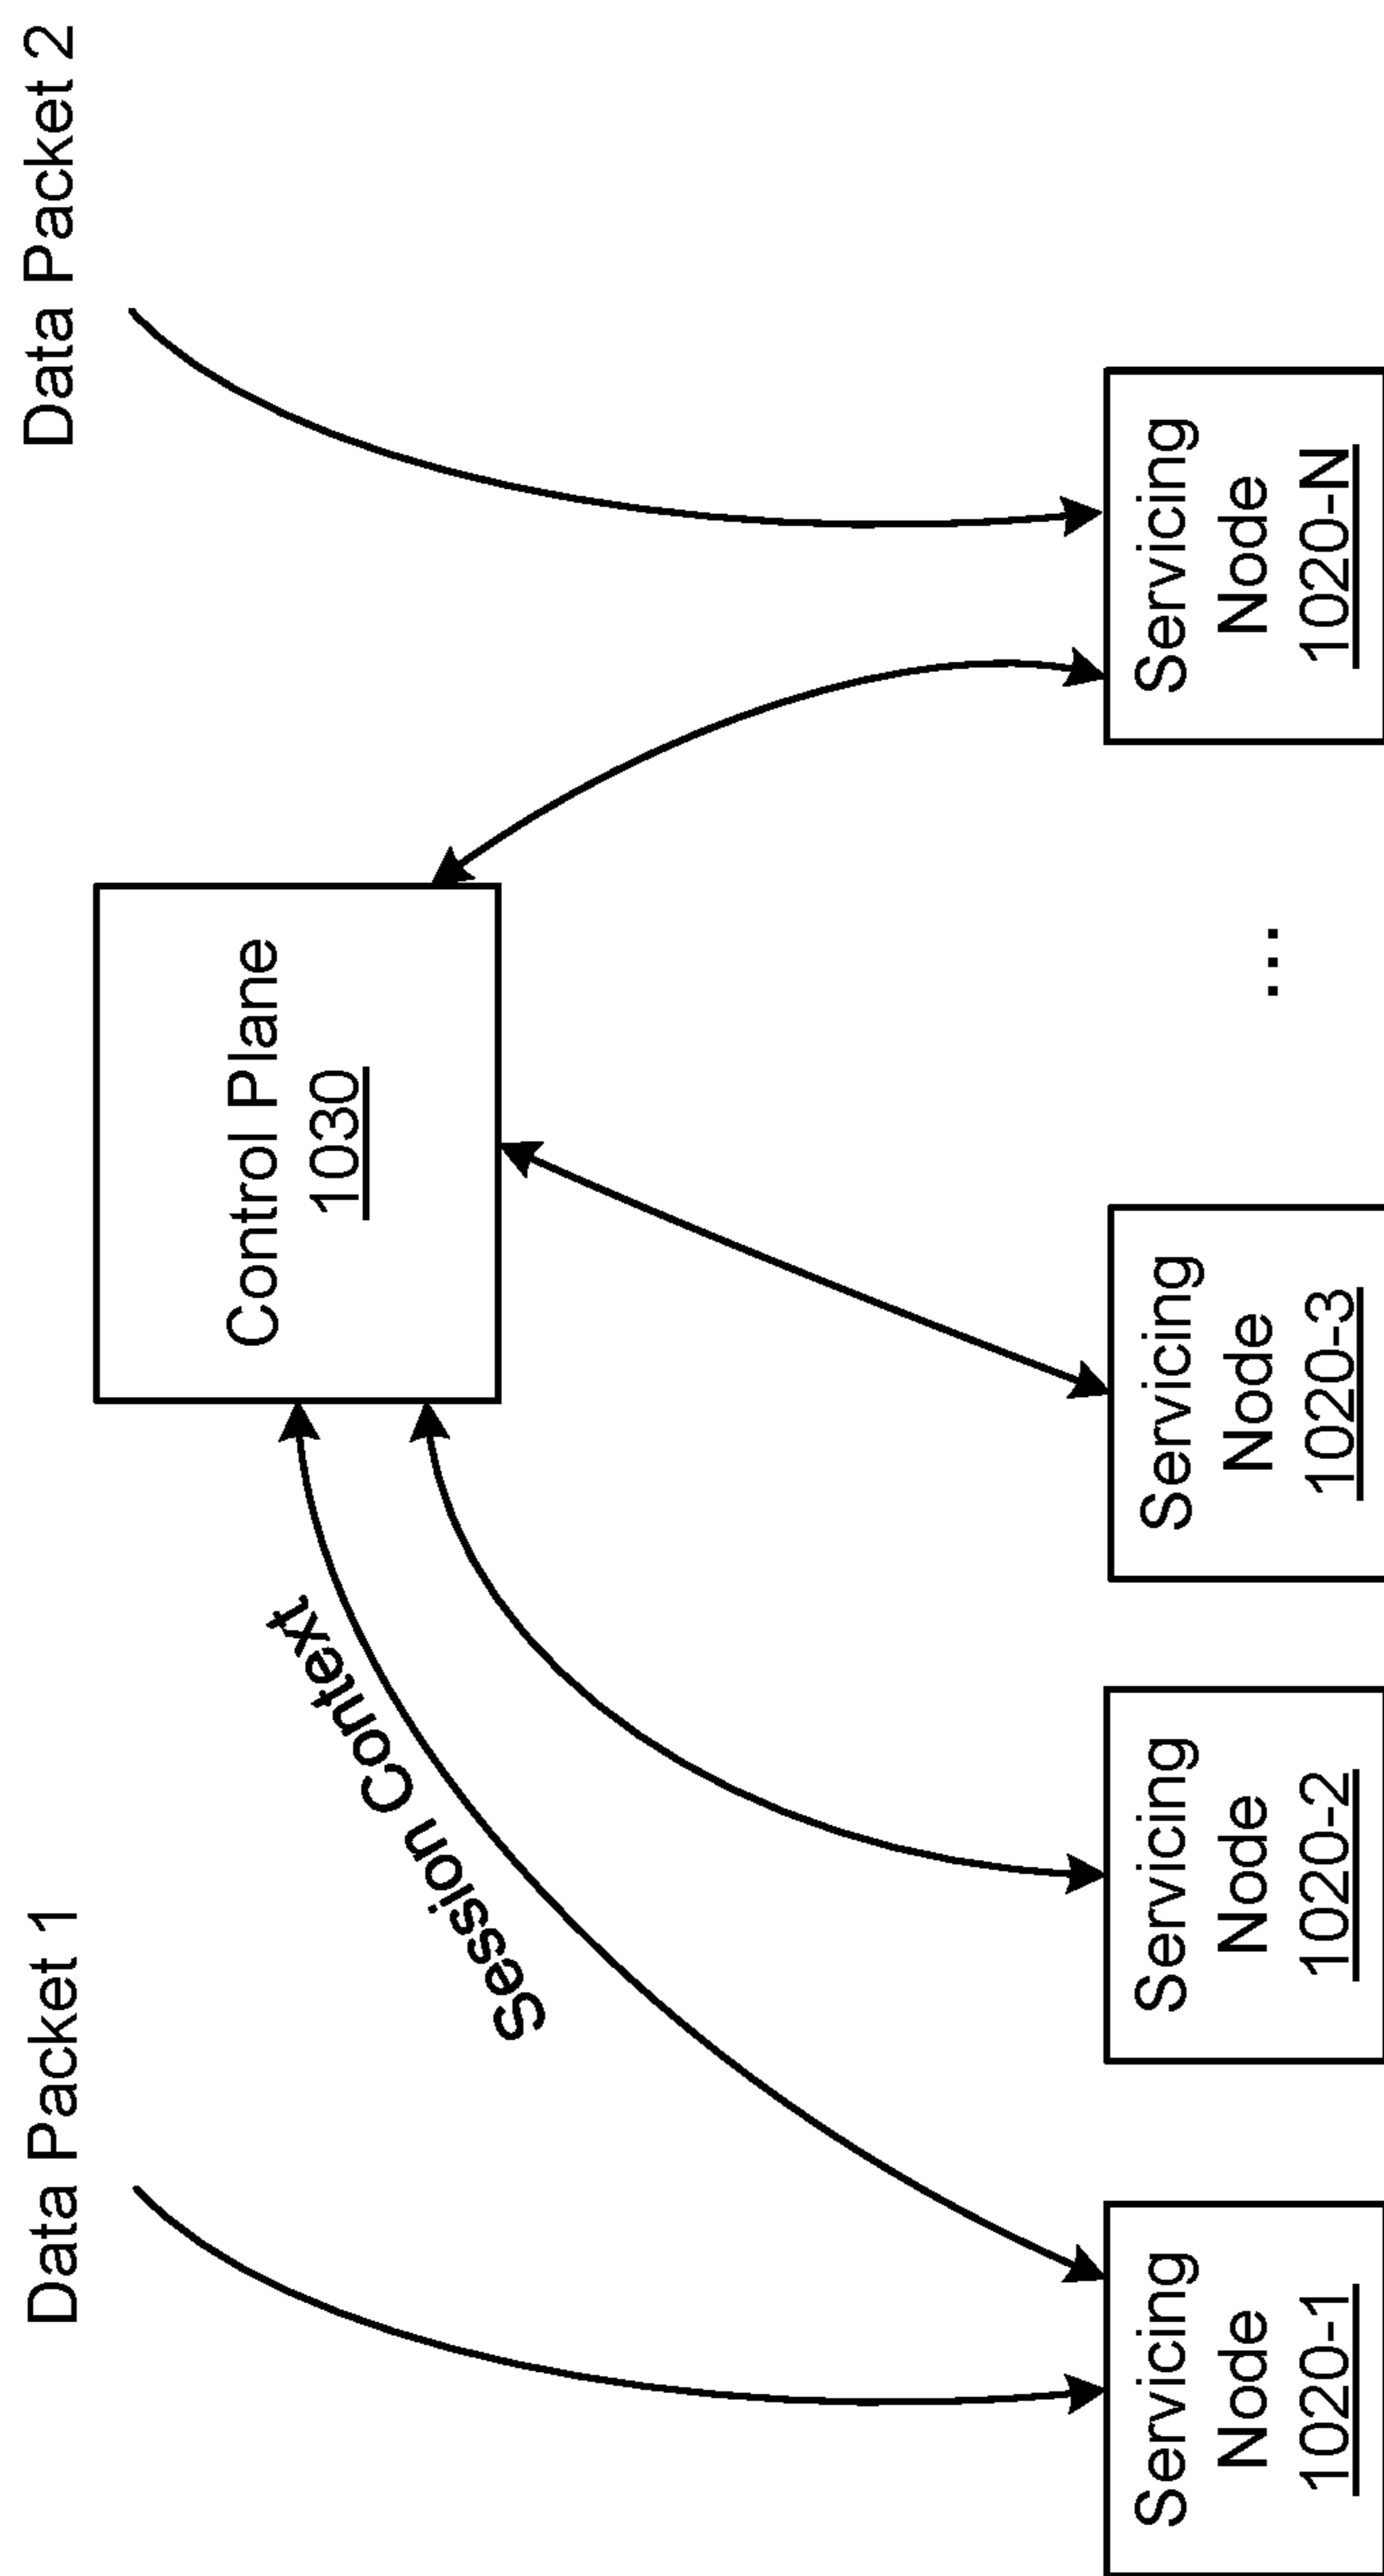 Data Packet 1
Data Packet 2
Control Plane
1030
Session Context
Servicing
Node
1020-1
Servicing
Node
1020-2
Servicing
Node
1020-3
...
Servicing
Node
1020-N